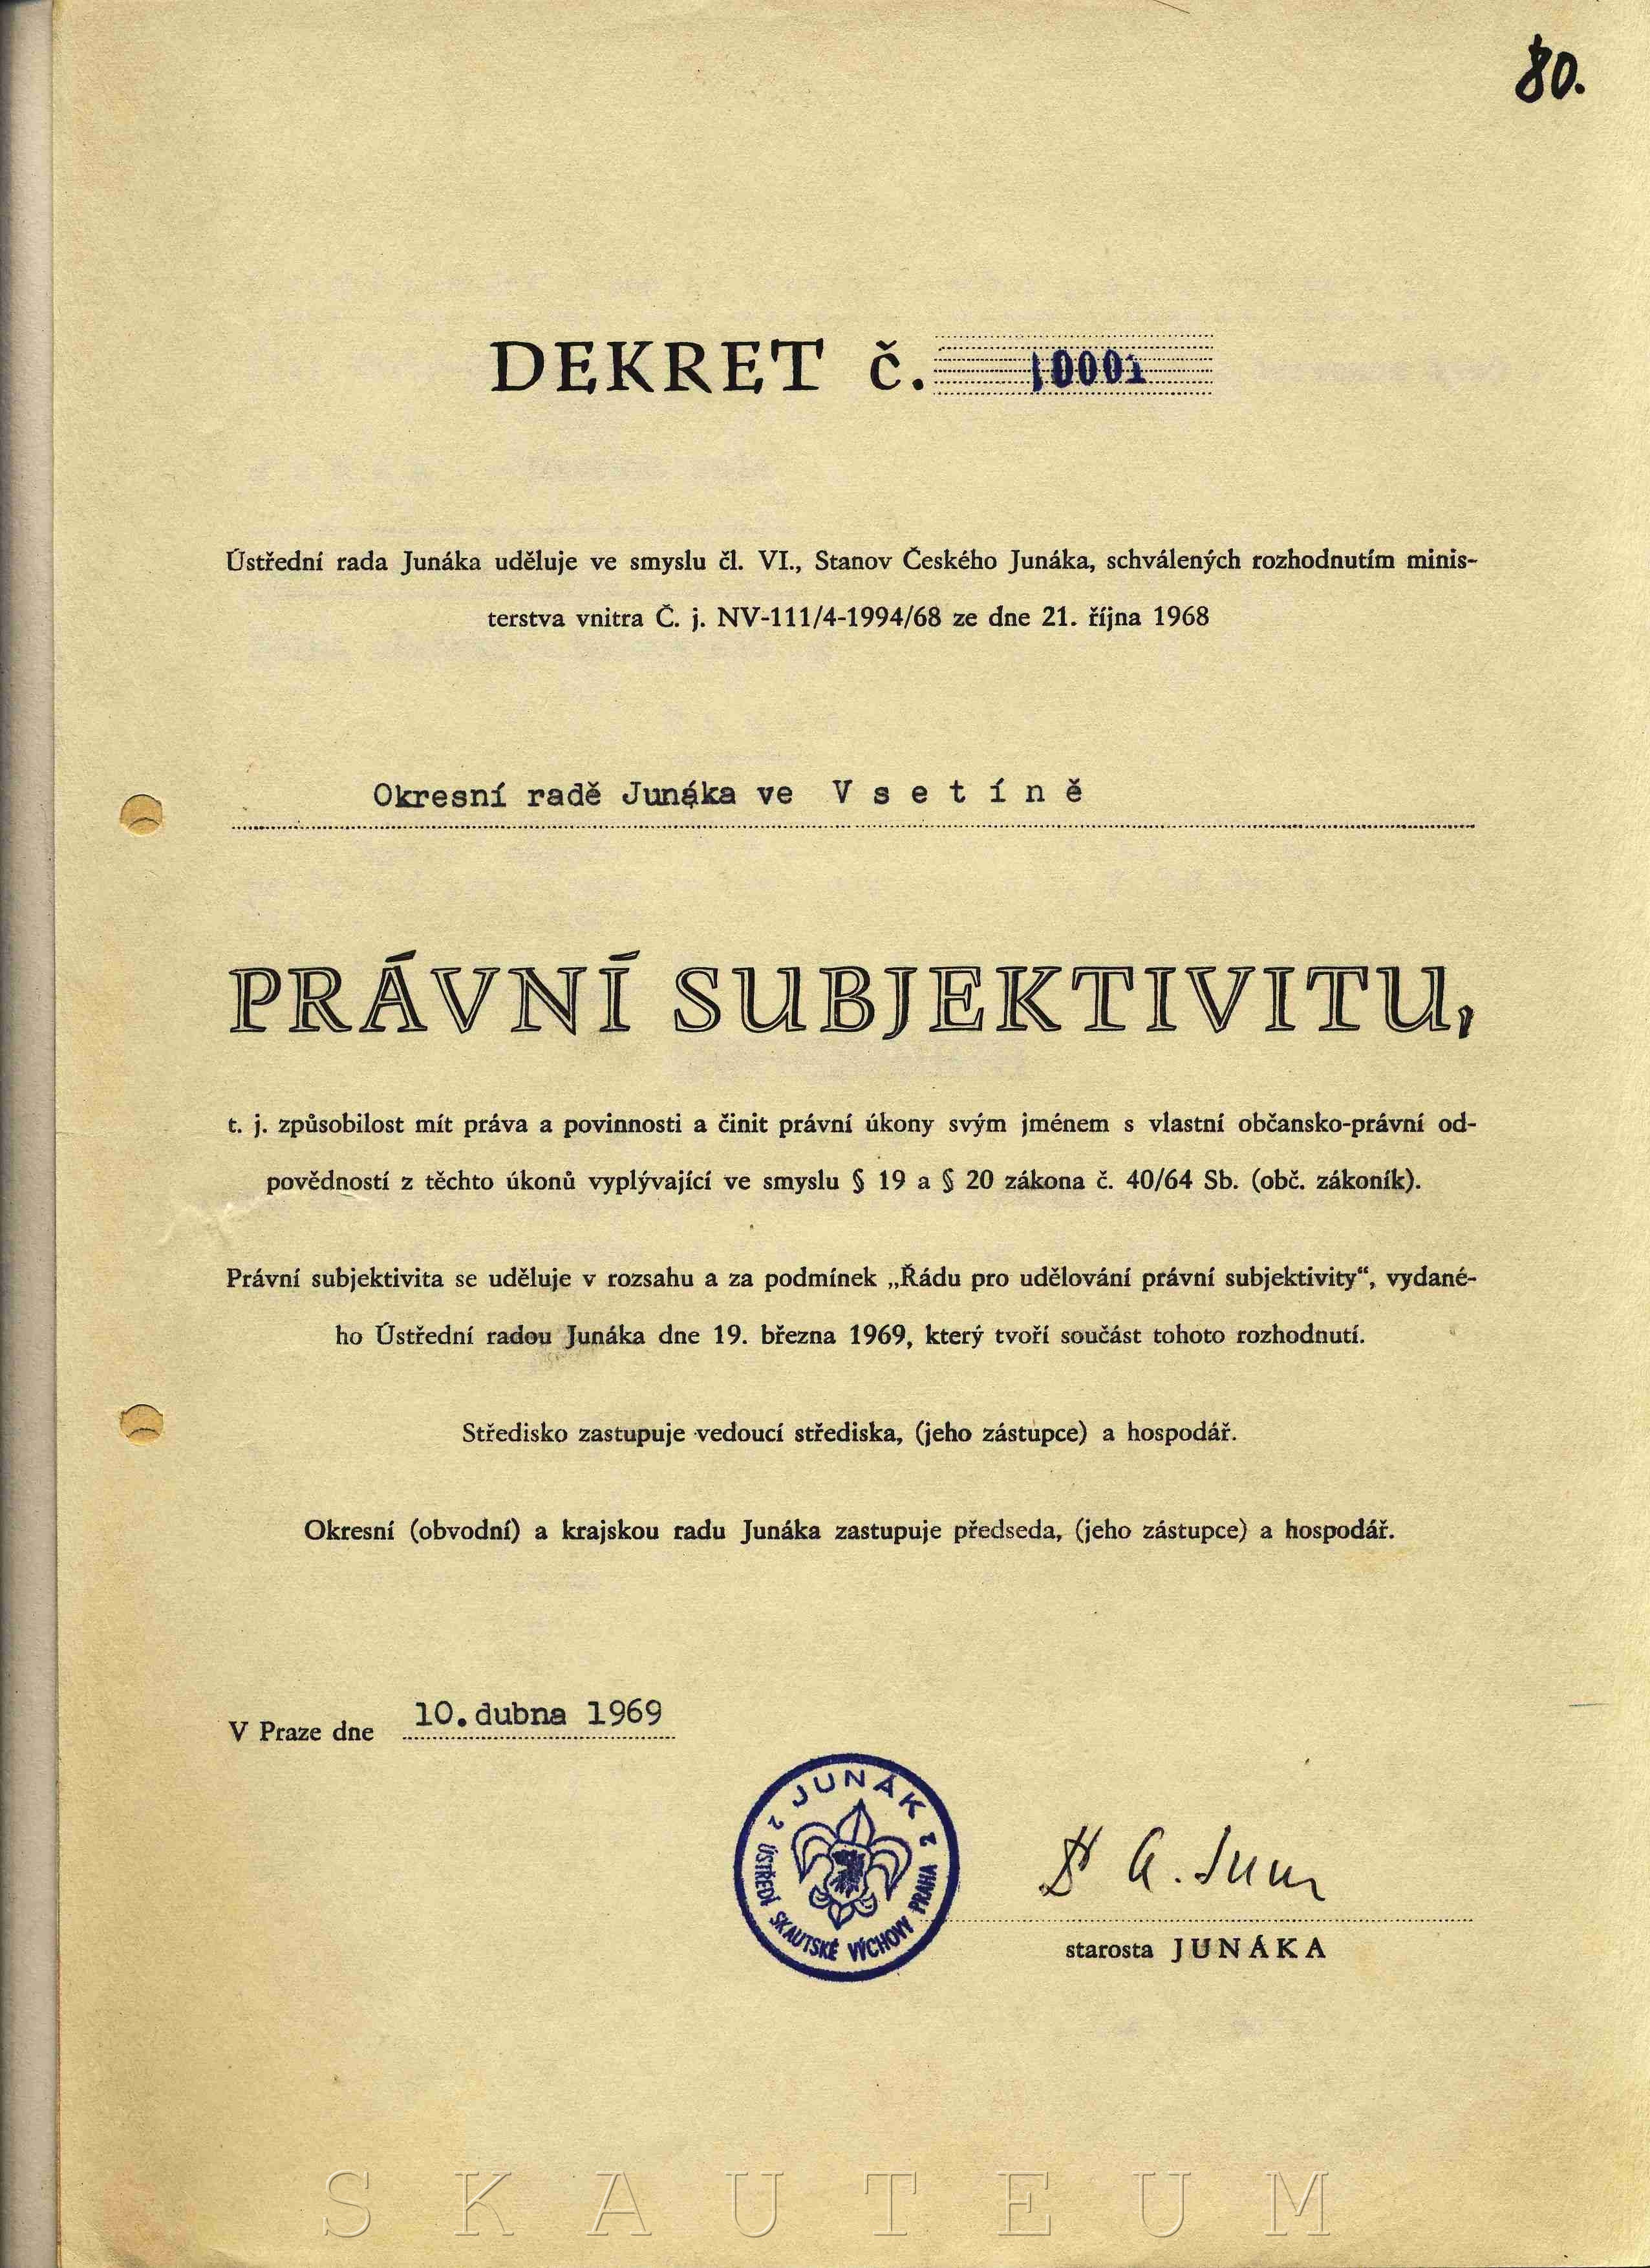 80.
DEKRET č. 10001
Ústřední rada Junáka uděluje ve smyslu čl. VI., Stanov Českého Junáka, schválených rozhodnutím minis-
terstva vnitra Č. j. NV-111/4-1994/68 ze dne 21. října 1968
Okresní radě Junáka ve V s e t í n ě
PRÁVNÍ SUBJEKTIVITU,
t. j. způsobilost mít práva a povinnosti a činit právní úkony svým jménem s vlastní občansko-právní od-
povědností z těchto úkonů vyplývající ve smyslu § 19 a § 20 zákona č. 40/64 Sb. (obč. zákoník).
Právní subjektivita se uděluje v rozsahu a za podmínek „Řádu pro udělování právní subjektivity“, vydané-
ho Ústřední radou Junáka dne 19. března 1969, který tvoří součást tohoto rozhodnutí.
Středisko zastupuje vedoucí střediska, (jeho zástupce) a hospodář.
Okresní (obvodní) a krajskou radu Junáka zastupuje předseda, (jeho zástupce) a hospodář.
V Praze dne 10. dubna 1969
2 JUNÁK 2
ÚSTŘEDÍ SKAUTSKÉ VÝCHOVY PRAHA
starosta JUNÁKA
SKAUTEUM